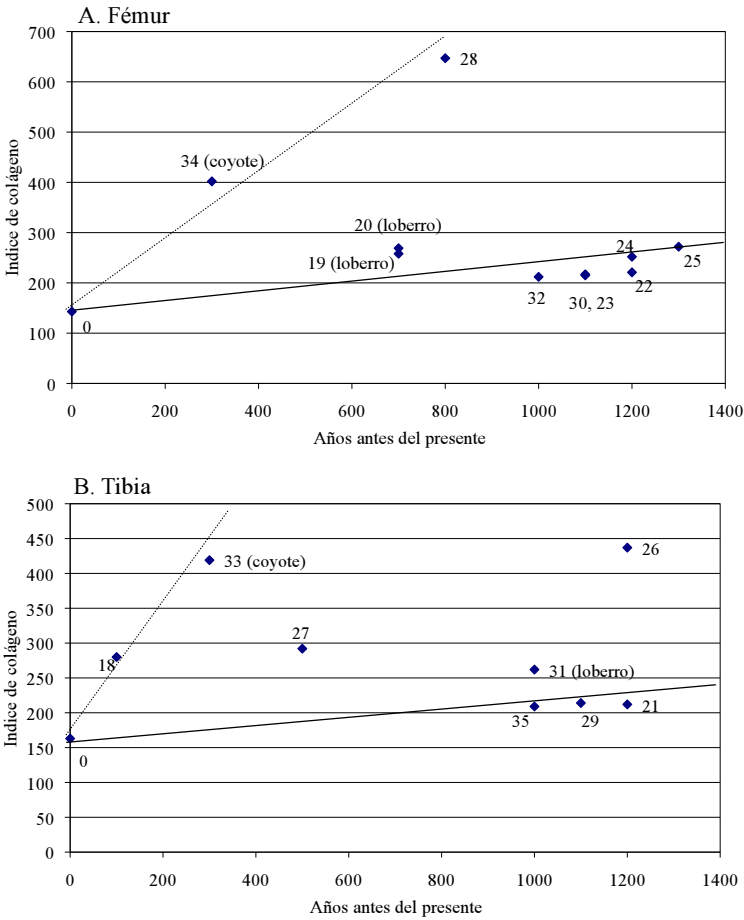 A. Fémur
700
600
500
400
300
200
100
0
Indice de colágeno
28
34 (coyote)
20 (loberro)
19 (loberro)
24
25
32
30, 23
22
0
0 200 400 600 800 1000 1200 1400
Años antes del presente
B. Tibia
500
450
400
350
300
250
200
150
100
50
0
Indice de colágeno
33 (coyote)
26
27
18
31 (loberro)
35
29
21
0
0 200 400 600 800 1000 1200 1400
Años antes del presente